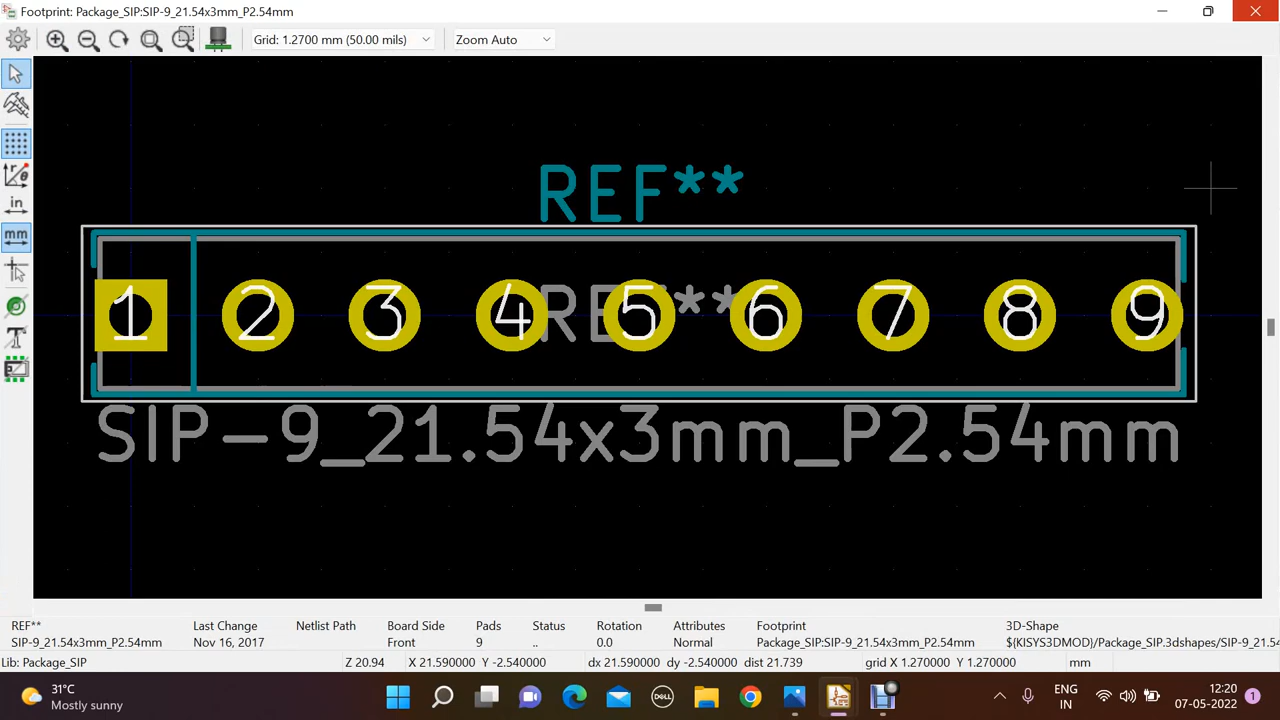 Footprint: Package_SIP:SIP-9_21.54x3mm_P2.54mm
Grid: 1.2700 mm (50.00 mils)
Zoom Auto
in
mm
REF**
REF**
1 2 3 4 5 6 7 8 9
SIP-9_21.54x3mm_P2.54mm
REF** Last Change Netlist Path Board Side Pads Status Rotation Attributes Footprint 3D-Shape
SIP-9_21.54x3mm_P2.54mm Nov 16, 2017 Front 9 .. 0.0 Normal Package_SIP:SIP-9_21.54x3mm_P2.54mm ${KISYS3DMOD}/Package_SIP.3dshapes/SIP-9_21.54
Lib: Package_SIP Z 20.94 X 21.590000 Y -2.540000 dx 21.590000 dy -2.540000 dist 21.739 grid X 1.270000 Y 1.270000 mm
31°C
Mostly sunny
DELL
ENG
IN
12:20
07-05-2022
1